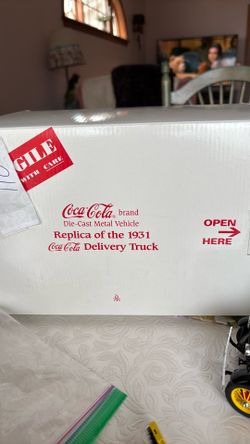 GILE
WITH CARE
Coca-Cola brand
Die-Cast Metal Vehicle
Replica of the 1931
Coca-Cola Delivery Truck
OPEN
HERE